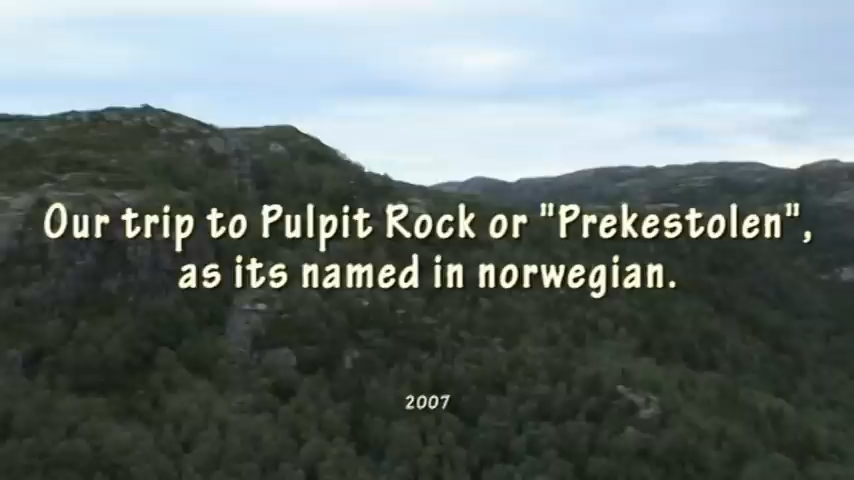 Our trip to Pulpit Rock or "Prekestolen",
as its named in norwegian.
2007